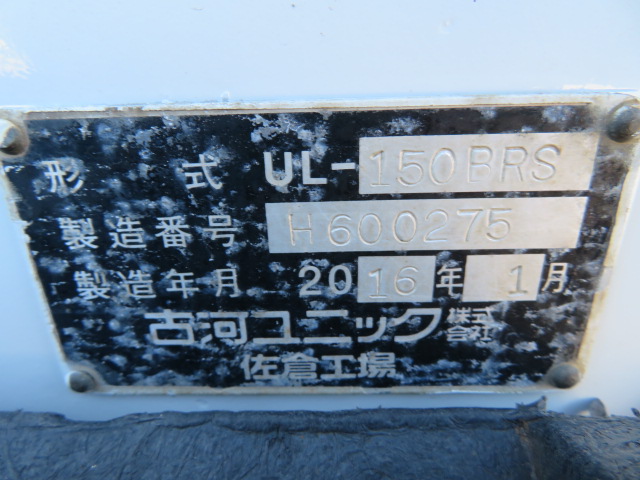 形式 UL-150BRS
製造番号 H600275
製造年月 2016年1月
古河ユニック株式会社
佐倉工場